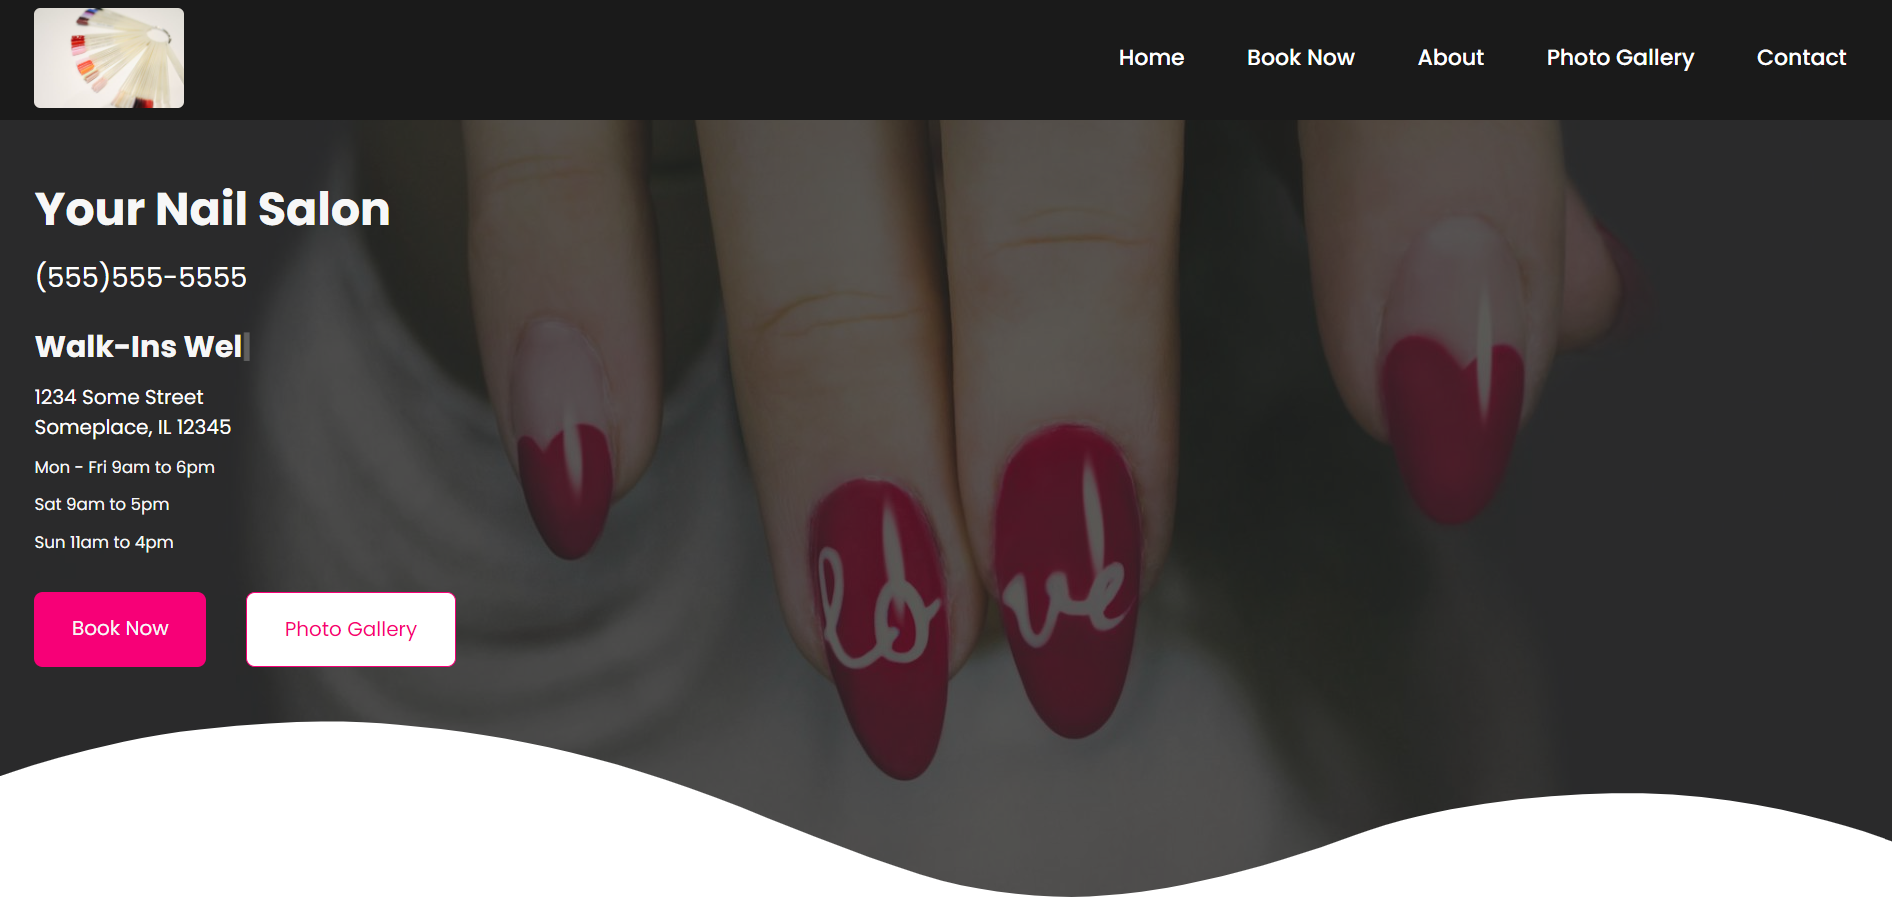 Home
Book Now
About
Photo Gallery
Contact
Your Nail Salon
(555)555-5555
Walk-Ins Wel
1234 Some Street
Someplace, IL 12345
Mon - Fri 9am to 6pm
Sat 9am to 5pm
Sun 11am to 4pm
Book Now
Photo Gallery
lo ve